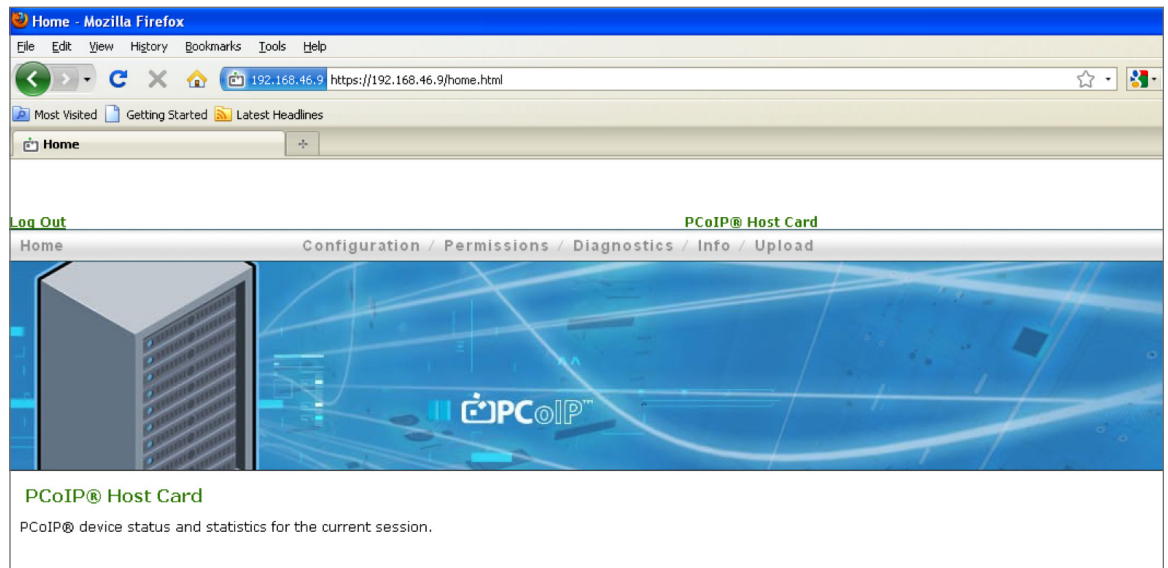 Home - Mozilla Firefox
File Edit View History Bookmarks Tools Help
192.168.46.9 https://192.168.46.9/home.html
Most Visited Getting Started Latest Headlines
Home
Log Out PCoIP® Host Card
Home Configuration / Permissions / Diagnostics / Info / Upload
PCoIP™
PCoIP® Host Card
PCoIP® device status and statistics for the current session.